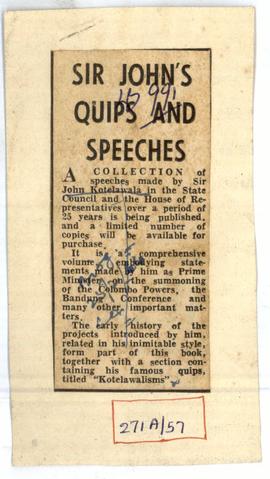 SIR JOHN'S
QUIPS AND
SPEECHES
A COLLECTION of
speeches made by Sir
John Kotelawala in the State
Council and the House of Re-
presentatives over a period of
25 years is being published,
and a limited number of
copies will be available for
purchase.
It is a comprehensive
volume embodying state-
ments made by him as Prime
Minister on the summoning
of the Colombo Powers, the
Bandung Conference and
many other important mat-
ters.
The early history of the
projects introduced by him,
related in his inimitable style,
form part of this book,
together with a section con-
taining his famous quips,
titled "Kotelawalisms".
271A/57